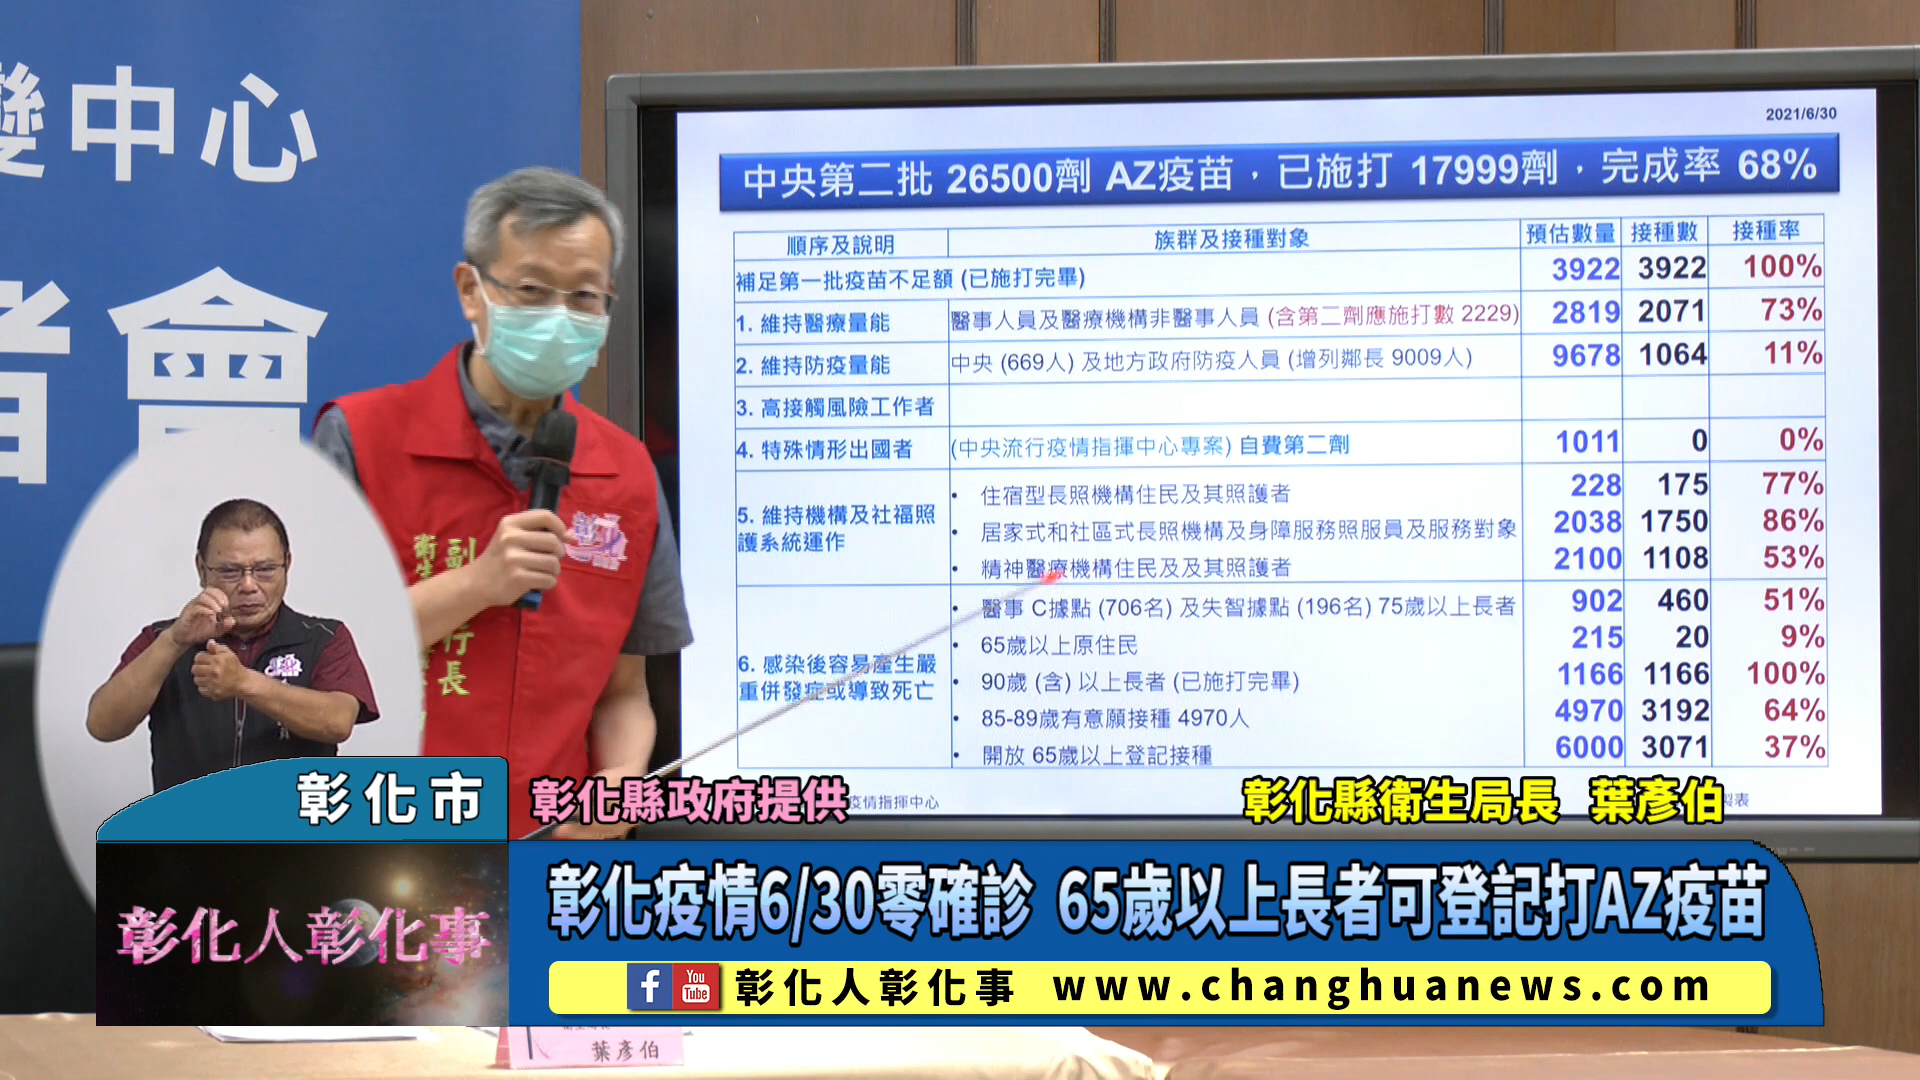 變中心
者會
2021/6/30
中央第二批 26500劑 AZ疫苗，已施打 17999劑，完成率 68%
順序及說明 族群及接種對象 預估數量 接種數 接種率
補足第一批疫苗不足額 (已施打完畢) 3922 3922 100%
1. 維持醫療量能 醫事人員及醫療機構非醫事人員 (含第二劑應施打數 2229) 2819 2071 73%
2. 維持防疫量能 中央 (669人) 及地方政府防疫人員 (增列鄰長 9009人) 9678 1064 11%
3. 高接觸風險工作者
4. 特殊情形出國者 (中央流行疫情指揮中心專案) 自費第二劑 1011 0 0%
5. 維持機構及社福照護系統運作
• 住宿型長照機構住民及其照護者 228 175 77%
• 居家式和社區式長照機構及身障服務照服員及服務對象 2038 1750 86%
• 精神醫療機構住民及及其照護者 2100 1108 53%
6. 感染後容易產生嚴重併發症或導致死亡
• 醫事 C據點 (706名) 及失智據點 (196名) 75歲以上長者 902 460 51%
• 65歲以上原住民 215 20 9%
• 90歲 (含) 以上長者 (已施打完畢) 1166 1166 100%
• 85-89歲有意願接種 4970人 4970 3192 64%
• 開放 65歲以上登記接種 6000 3071 37%
疫情指揮中心
製表
彰化
副
衛生
行長
彰化市
彰化縣政府提供
彰化縣衛生局長 葉彥伯
彰化人彰化事
彰化疫情6/30零確診 65歲以上長者可登記打AZ疫苗
f You Tube 彰化人彰化事 www.changhuanews.com
葉彥伯